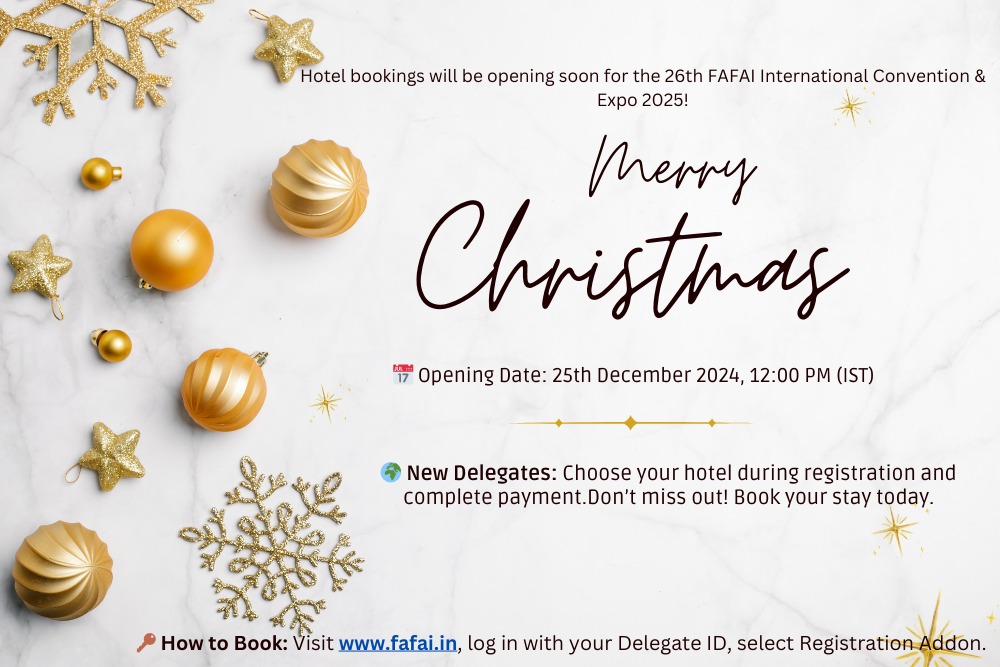 Hotel bookings will be opening soon for the 26th FAFAI International Convention &
Expo 2025!
Merry
Christmas
📅 Opening Date: 25th December 2024, 12:00 PM (IST)
🌍 New Delegates: Choose your hotel during registration and
complete payment.Don't miss out! Book your stay today.
🔑 How to Book: Visit www.fafai.in, log in with your Delegate ID, select Registration Addon.